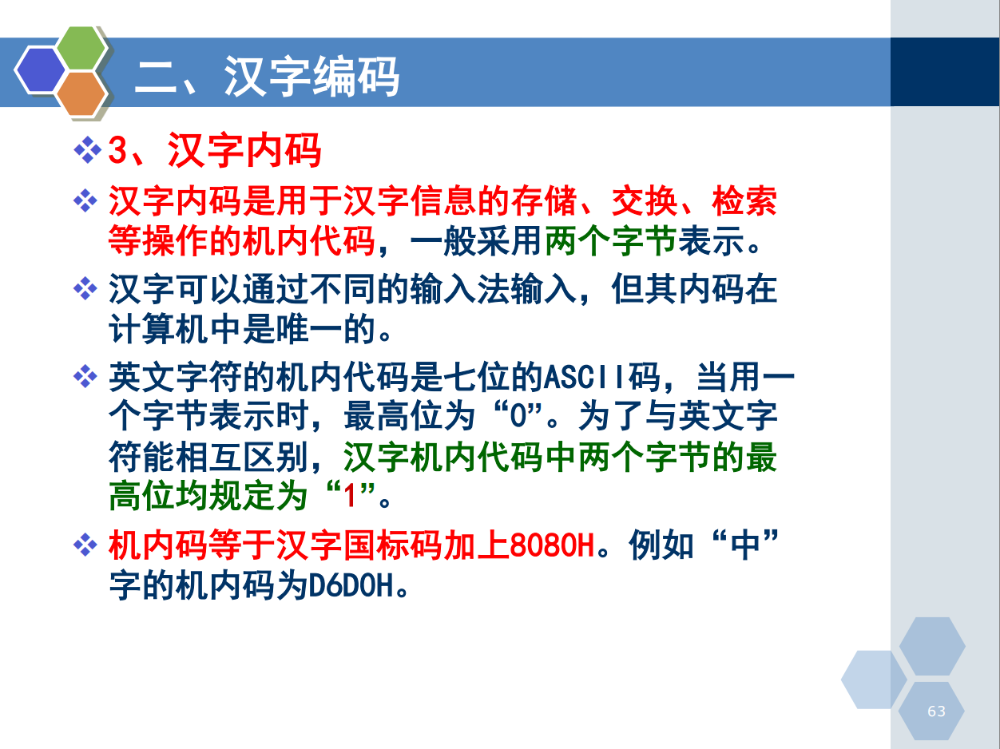 二、汉字编码
3、汉字内码
汉字内码是用于汉字信息的存储、交换、检索
等操作的机内代码，一般采用两个字节表示。
汉字可以通过不同的输入法输入，但其内码在
计算机中是唯一的。
英文字符的机内代码是七位的ASCII码，当用一
个字节表示时，最高位为“0”。为了与英文字
符能相互区别，汉字机内代码中两个字节的最
高位均规定为“1”。
机内码等于汉字国标码加上8080H。例如“中”
字的机内码为D6D0H。
63